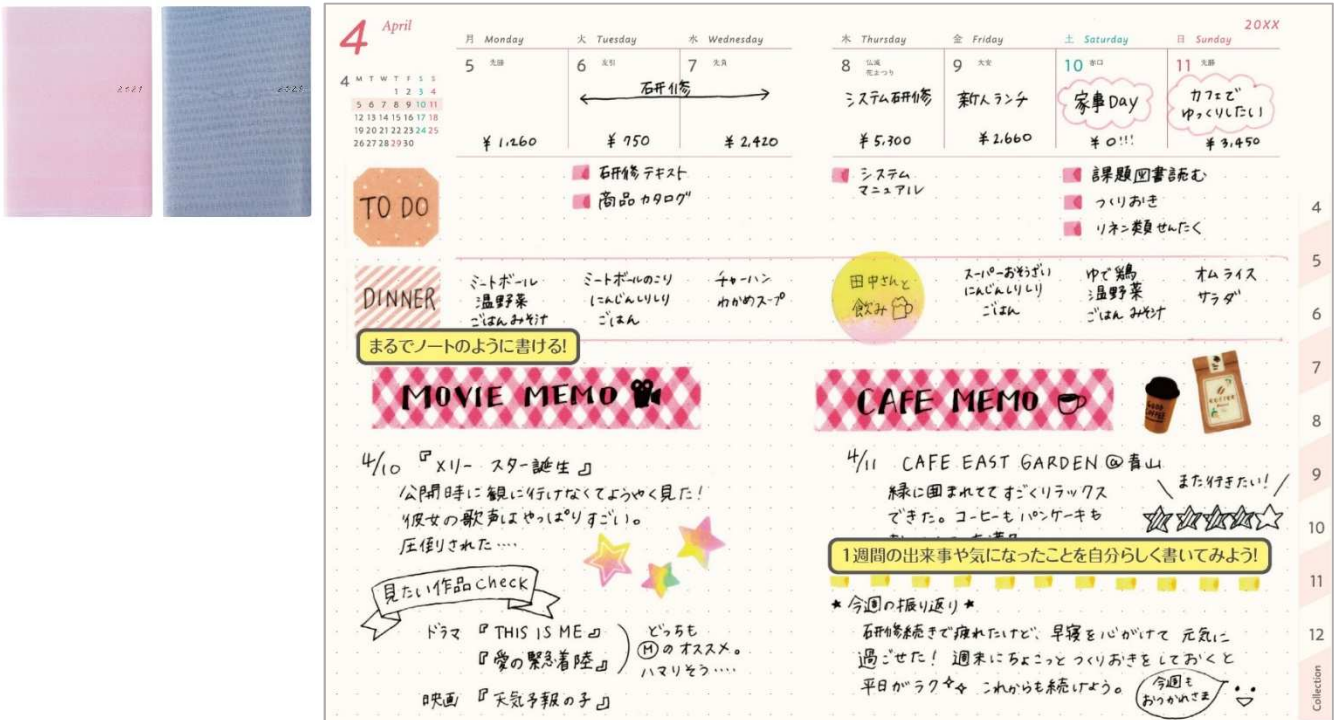 2021
2021
4 April
20XX
月 Monday
火 Tuesday
水 Wednesday
木 Thursday
金 Friday
土 Saturday
日 Sunday
5 先勝
6 友引
7 先負
8 仏滅
花まつり
9 大安
10 赤口
11 先勝
4 M T W T F S S
1 2 3 4
5 6 7 8 9 10 11
12 13 14 15 16 17 18
19 20 21 22 23 24 25
26 27 28 29 30
研修
システム研修
新人ランチ
家事Day
カフェで
ゆっくりしたい
¥1,260
¥750
¥2,420
¥5,300
¥2,660
¥0!!!
¥3,450
TO DO
研修テキスト
商品カタログ
システム
マニュアル
課題図書読む
つくりおき
リネン類せんたく
DINNER
ミートボール
温野菜
ごはん みそ汁
ミートボールのこり
にんじんしりしり
ごはん
チャーハン
わかめスープ
田中さんと
飲み
スーパーおそうざい
にんじんしりしり
ごはん
ゆで鶏
温野菜
ごはん みそ汁
オムライス
サラダ
まるでノートのように書ける!
MOVIE MEMO
4/10 『メリー スター誕生』
公開時に観に行けなくてようやく見た!
彼女の歌声はやっぱりすごい。
圧倒された‥‥
見たい作品check
ドラマ 『THIS IS ME』
『愛の緊急着陸』
どっちも
Ⓜのオススメ。
ハマりそう‥‥
映画 『天気予報の子』
CAFE MEMO
GOOD
COFFEE
COFFEE
4/11 CAFE EAST GARDEN @青山
緑に囲まれててすごくリラックス
できた。コーヒーもパンケーキも
また行きたい!
1週間の出来事や気になったことを自分らしく書いてみよう!
★今週の振り返り★
研修続きで疲れたけど、早寝を心がけて元気に
過ごせた! 週末にちょこっとつくりおきをしておくと
平日がラク これからも続けよう。
今週も
おつかれさま
4
5
6
7
8
9
10
11
12
Collection